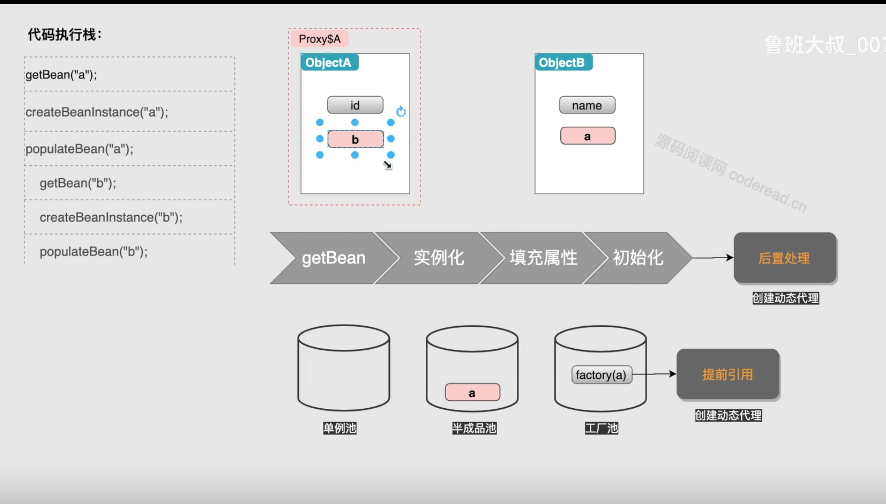 代码执行栈：
getBean("a");
createBeanInstance("a");
populateBean("a");
getBean("b");
createBeanInstance("b");
populateBean("b");
Proxy$A
ObjectA
id
b
ObjectB
name
a
鲁班大叔_007
源码阅读网 coderead.cn
getBean
实例化
填充属性
初始化
后置处理
创建动态代理
a
factory(a)
提前引用
创建动态代理
单例池
半成品池
工厂池